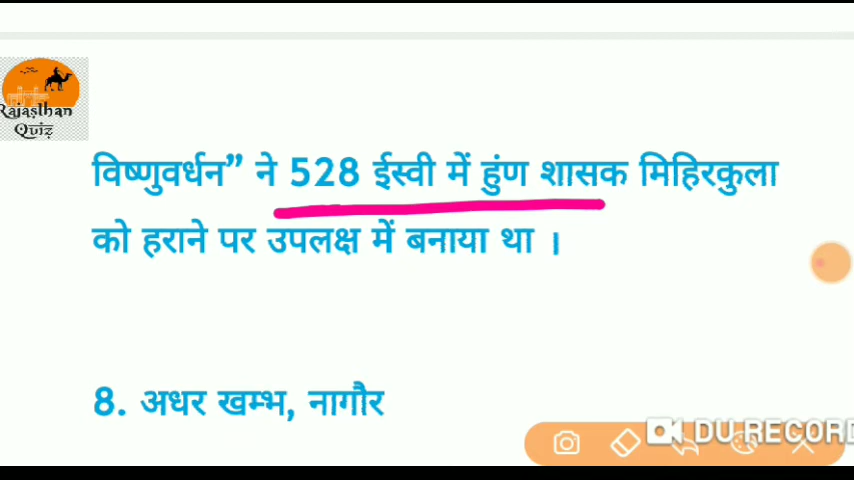 Rajasthan
Quiz
विष्णुवर्धन” ने 528 ईस्वी में हुंण शासक मिहिरकुला
को हराने पर उपलक्ष में बनाया था ।
8. अधर खम्भ, नागौर
DU RECORD